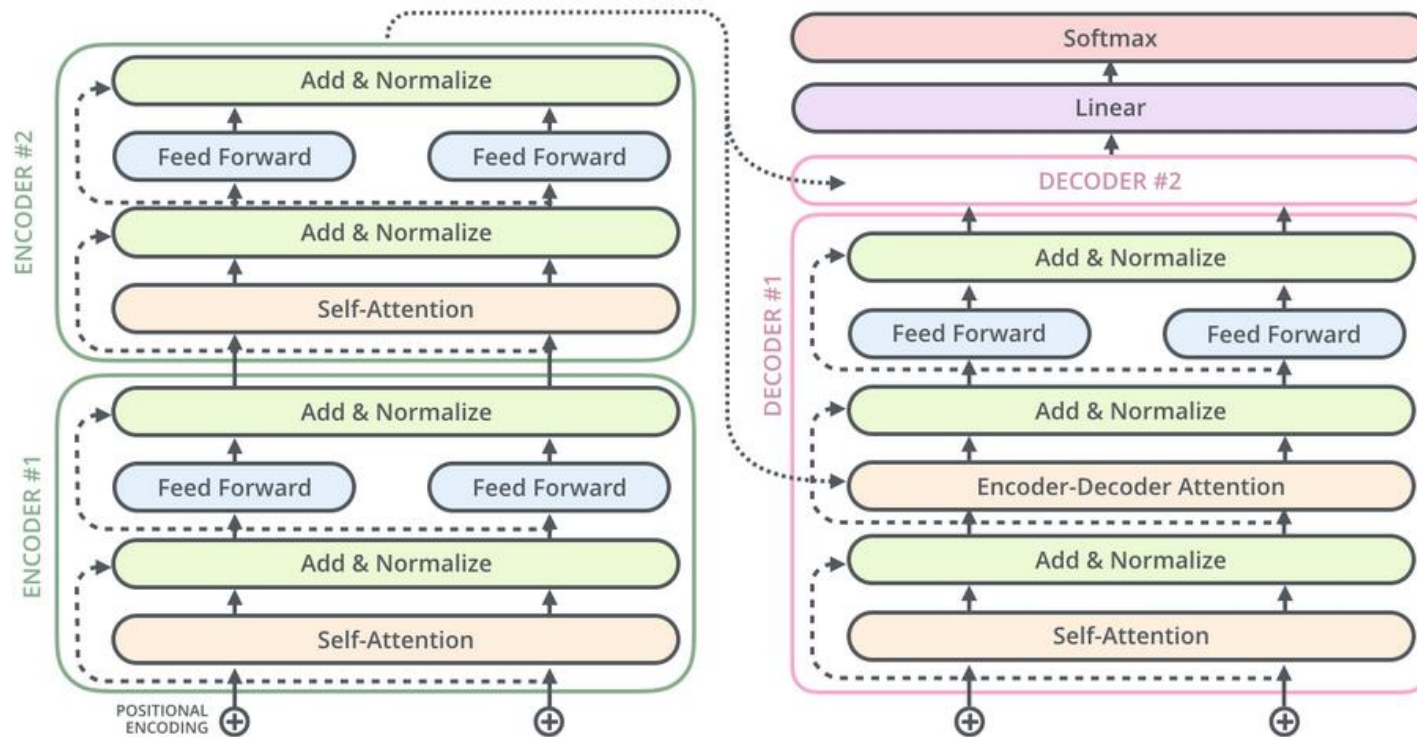 ENCODER #2
Add & Normalize
Feed Forward
Feed Forward
Add & Normalize
Self-Attention
ENCODER #1
Add & Normalize
Feed Forward
Feed Forward
Add & Normalize
Self-Attention
POSITIONAL
ENCODING
Softmax
Linear
DECODER #2
DECODER #1
Add & Normalize
Feed Forward
Feed Forward
Add & Normalize
Encoder-Decoder Attention
Add & Normalize
Self-Attention